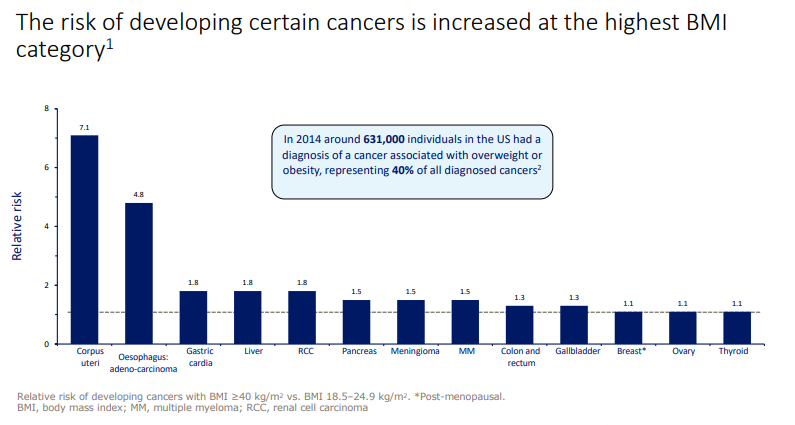 The risk of developing certain cancers is increased at the highest BMI
category1
8
7.1
In 2014 around 631,000 individuals in the US had a
diagnosis of a cancer associated with overweight or
obesity, representing 40% of all diagnosed cancers2
6
4.8
Relative risk
4
1.8 1.8 1.8
1.5 1.5 1.5
1.3 1.3
1.1 1.1 1.1
2
0
Corpus
uteri
Oesophagus:
adeno-carcinoma
Gastric
cardia
Liver
RCC
Pancreas
Meningioma
MM
Colon and
rectum
Gallbladder
Breast*
Ovary
Thyroid
Relative risk of developing cancers with BMI ≥40 kg/m2 vs. BMI 18.5–24.9 kg/m2. *Post-menopausal.
BMI, body mass index; MM, multiple myeloma; RCC, renal cell carcinoma